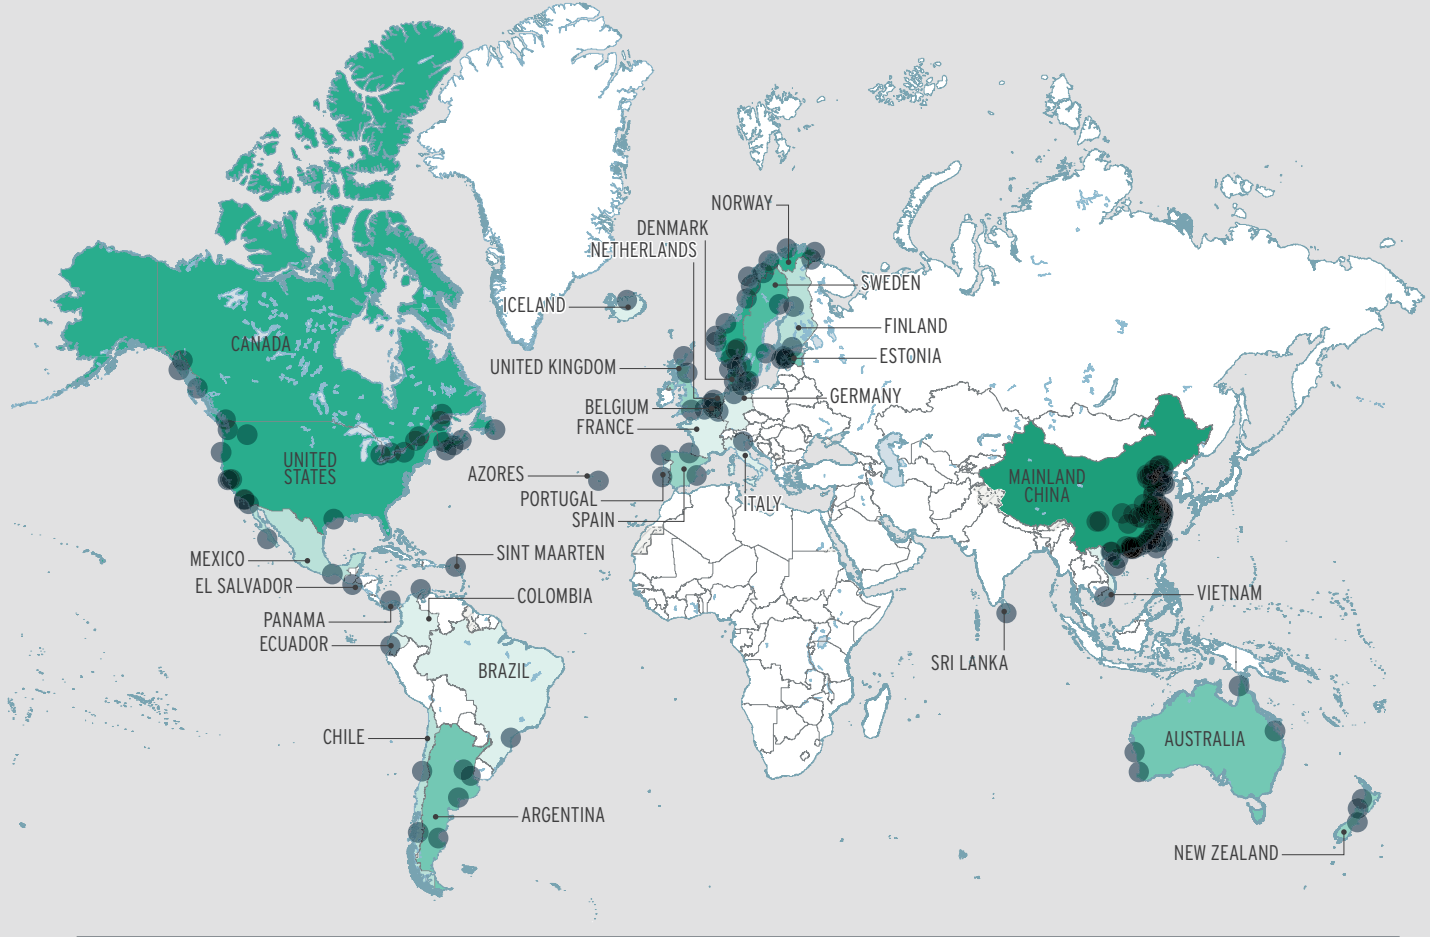 NORWAY
DENMARK
NETHERLANDS
SWEDEN
ICELAND
FINLAND
CANADA
ESTONIA
UNITED KINGDOM
GERMANY
BELGIUM
FRANCE
UNITED
STATES
AZORES
MAINLAND
CHINA
PORTUGAL
ITALY
SPAIN
SINT MAARTEN
MEXICO
EL SALVADOR
COLOMBIA
VIETNAM
PANAMA
ECUADOR
SRI LANKA
BRAZIL
CHILE
AUSTRALIA
ARGENTINA
NEW ZEALAND